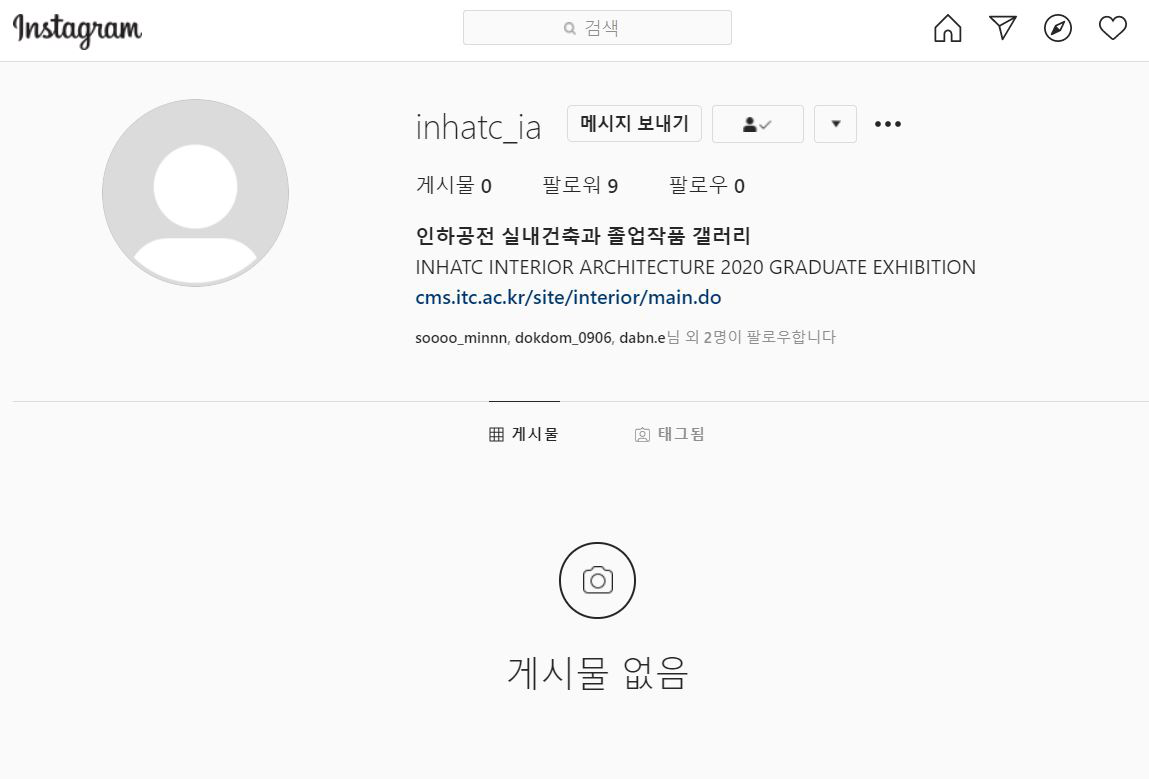 Instagram
검색
inhatc_ia 메시지 보내기
게시물 0 팔로워 9 팔로우 0
인하공전 실내건축과 졸업작품 갤러리
INHATC INTERIOR ARCHITECTURE 2020 GRADUATE EXHIBITION
cms.itc.ac.kr/site/interior/main.do
soooo_minnn, dokdom_0906, dabn.e님 외 2명이 팔로우합니다
게시물 태그됨
게시물 없음